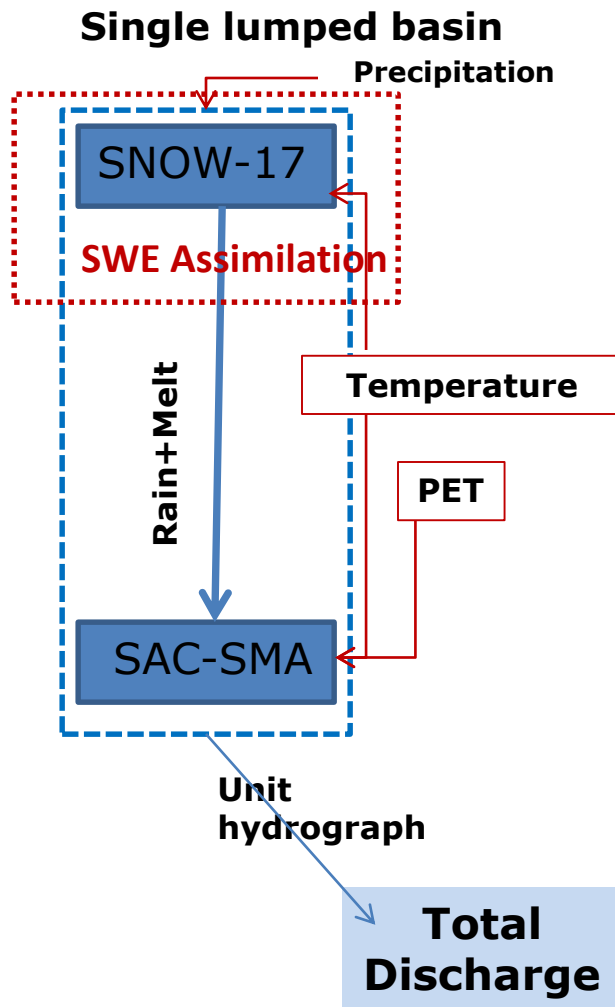 Single lumped basin
Precipitation
SNOW-17
SWE Assimilation
Rain+Melt
Temperature
PET
SAC-SMA
Unit
hydrograph
Total
Discharge